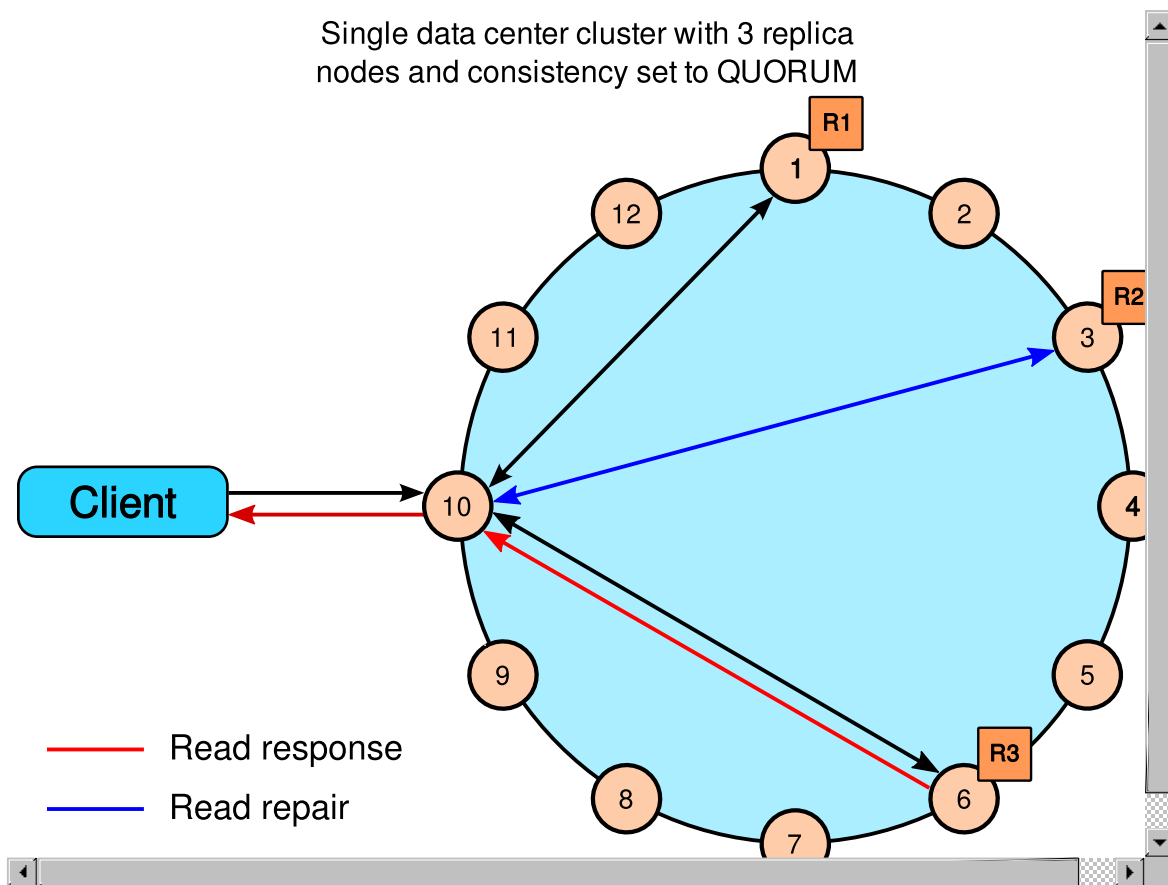 Single data center cluster with 3 replica
nodes and consistency set to QUORUM
R1
1
12
2
R2
11
3
Client
10
4
9
5
Read response
R3
Read repair
8
6
7